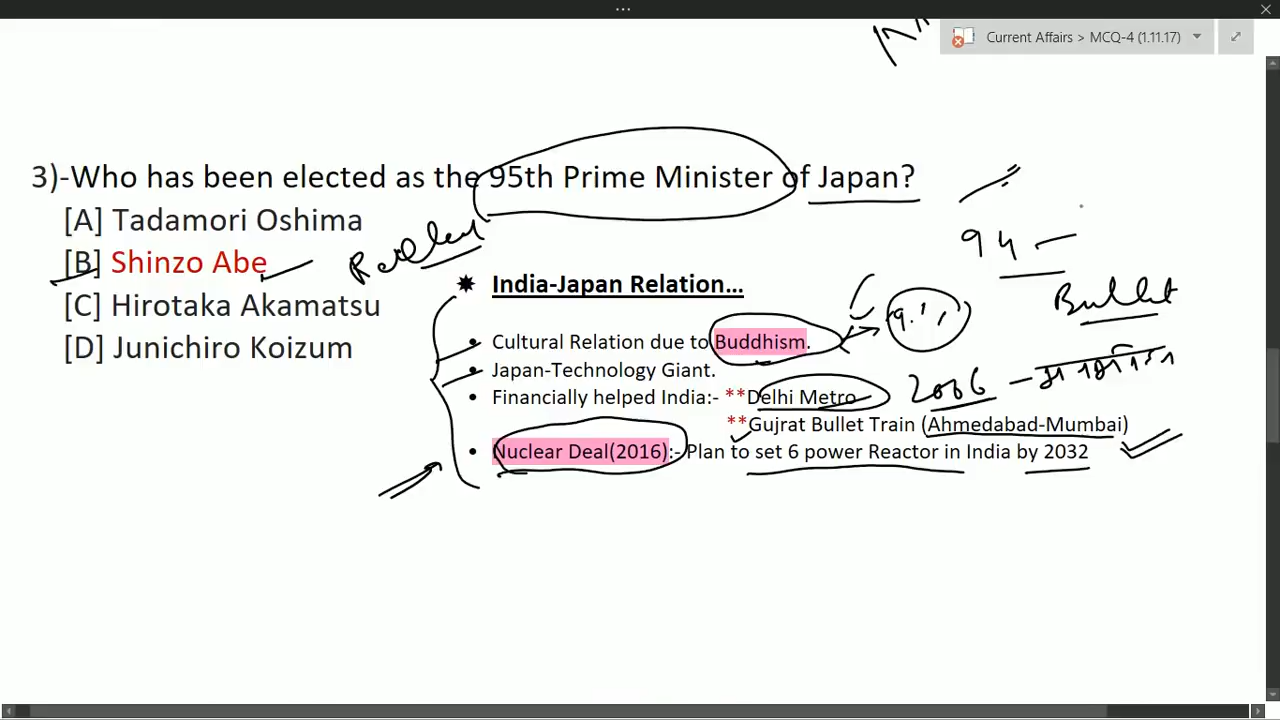 Current Affairs > MCQ-4 (1.11.17)
3)-Who has been elected as the 95th Prime Minister of Japan?
[A] Tadamori Oshima
[B] Shinzo Abe
[C] Hirotaka Akamatsu
[D] Junichiro Koizum
94
Bullet
India-Japan Relation...
Cultural Relation due to Buddhism.
Japan-Technology Giant.
Financially helped India:- **Delhi Metro
2006
**Gujrat Bullet Train (Ahmedabad-Mumbai)
Nuclear Deal(2016):- Plan to set 6 power Reactor in India by 2032